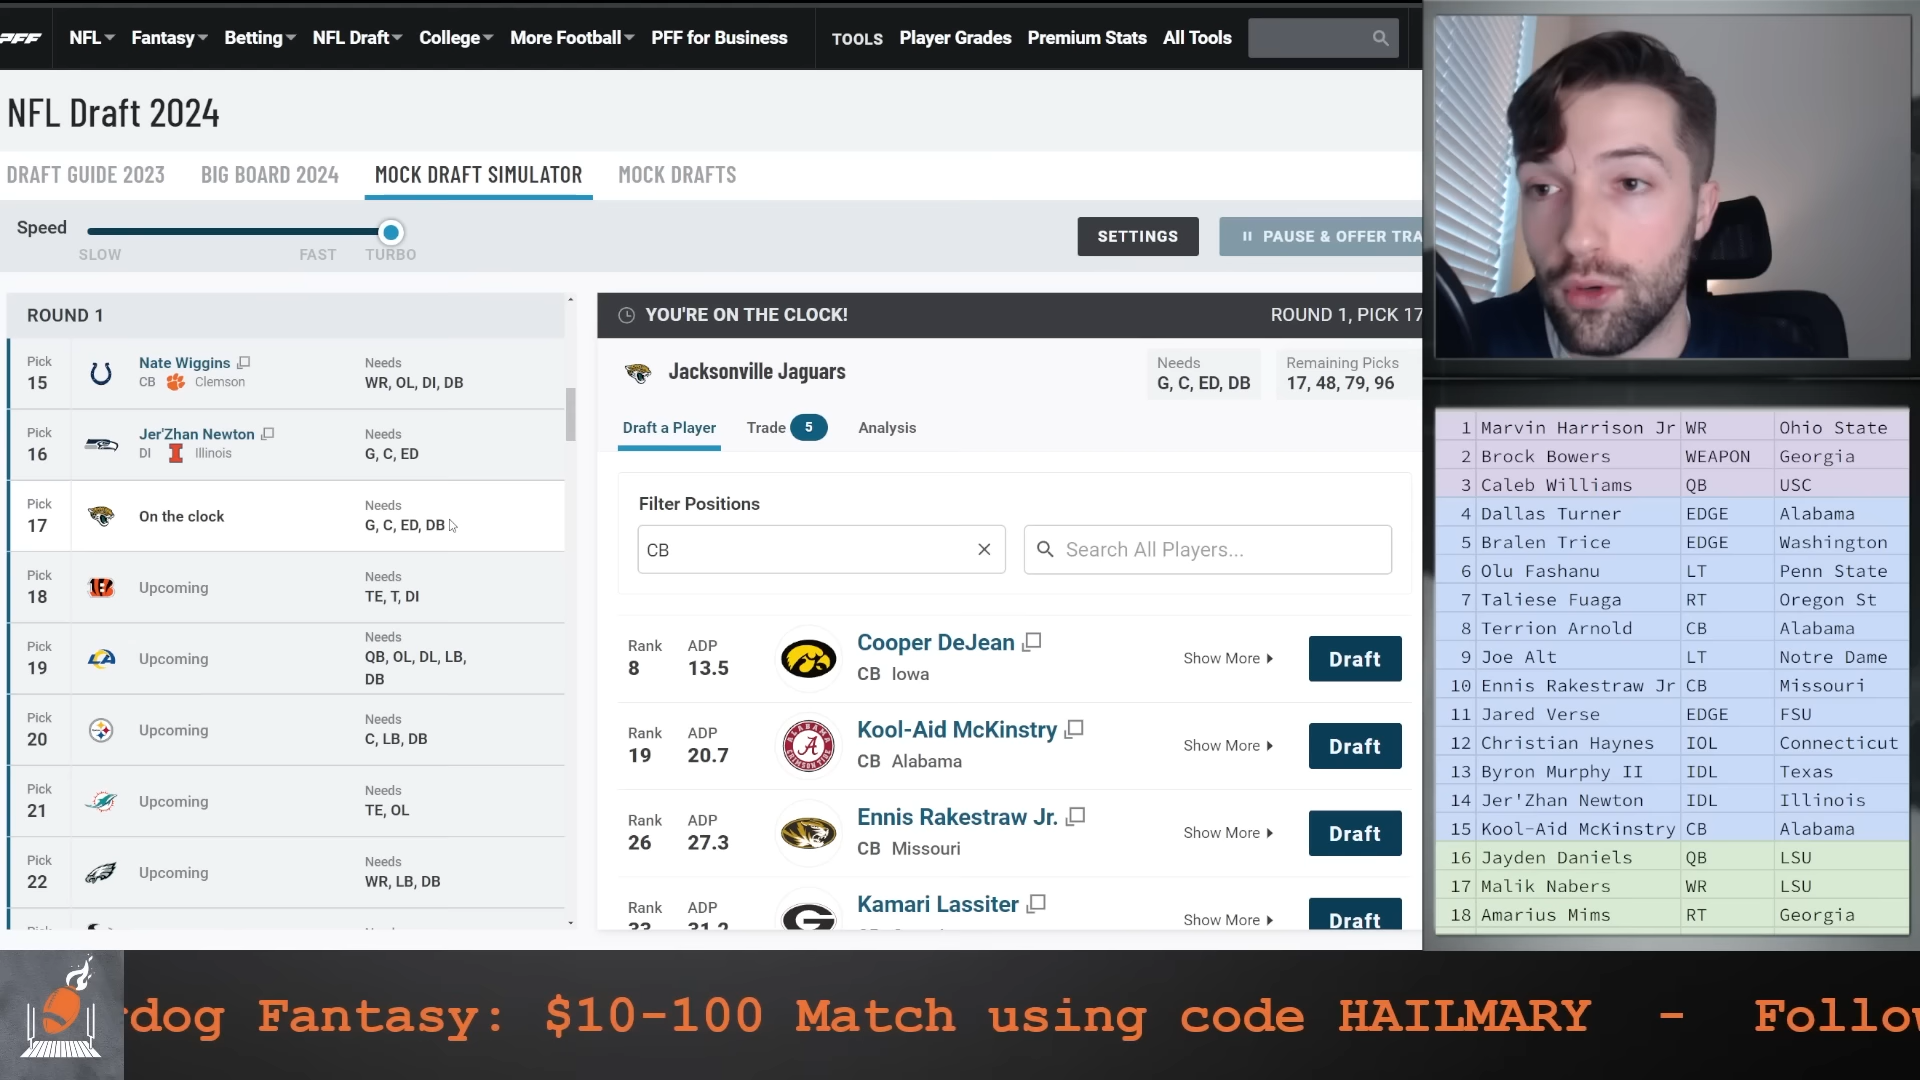 PFF
NFL
Fantasy
Betting
NFL Draft
College
More Football
PFF for Business
TOOLS
Player Grades
Premium Stats
All Tools
NFL Draft 2024
DRAFT GUIDE 2023
BIG BOARD 2024
MOCK DRAFT SIMULATOR
MOCK DRAFTS
Speed
SLOW
FAST
TURBO
SETTINGS
PAUSE & OFFER TRA
ROUND 1
Pick 15
Nate Wiggins
CB Clemson
Needs
WR, OL, DI, DB
Pick 16
Jer'Zhan Newton
DI Illinois
Needs
G, C, ED
Pick 17
On the clock
Needs
G, C, ED, DB
Pick 18
Upcoming
Needs
TE, T, DI
Pick 19
Upcoming
Needs
QB, OL, DL, LB,
DB
Pick 20
Upcoming
Needs
C, LB, DB
Pick 21
Upcoming
Needs
TE, OL
Pick 22
Upcoming
Needs
WR, LB, DB
YOU'RE ON THE CLOCK!
ROUND 1, PICK 17
Jacksonville Jaguars
Needs
G, C, ED, DB
Remaining Picks
17, 48, 79, 96
Draft a Player
Trade 5
Analysis
Filter Positions
CB
Search All Players...
Rank 8
ADP 13.5
Cooper DeJean
CB Iowa
Show More
Draft
Rank 19
ADP 20.7
Kool-Aid McKinstry
CB Alabama
Show More
Draft
Rank 26
ADP 27.3
Ennis Rakestraw Jr.
CB Missouri
Show More
Draft
Rank
ADP
Kamari Lassiter
Show More
Draft
1 Marvin Harrison Jr WR Ohio State
2 Brock Bowers WEAPON Georgia
3 Caleb Williams QB USC
4 Dallas Turner EDGE Alabama
5 Bralen Trice EDGE Washington
6 Olu Fashanu LT Penn State
7 Taliese Fuaga RT Oregon St
8 Terrion Arnold CB Alabama
9 Joe Alt LT Notre Dame
10 Ennis Rakestraw Jr CB Missouri
11 Jared Verse EDGE FSU
12 Christian Haynes IOL Connecticut
13 Byron Murphy II IDL Texas
14 Jer'Zhan Newton IDL Illinois
15 Kool-Aid McKinstry CB Alabama
16 Jayden Daniels QB LSU
17 Malik Nabers WR LSU
18 Amarius Mims RT Georgia
rdog Fantasy: $10-100 Match using code HAILMARY - Follow